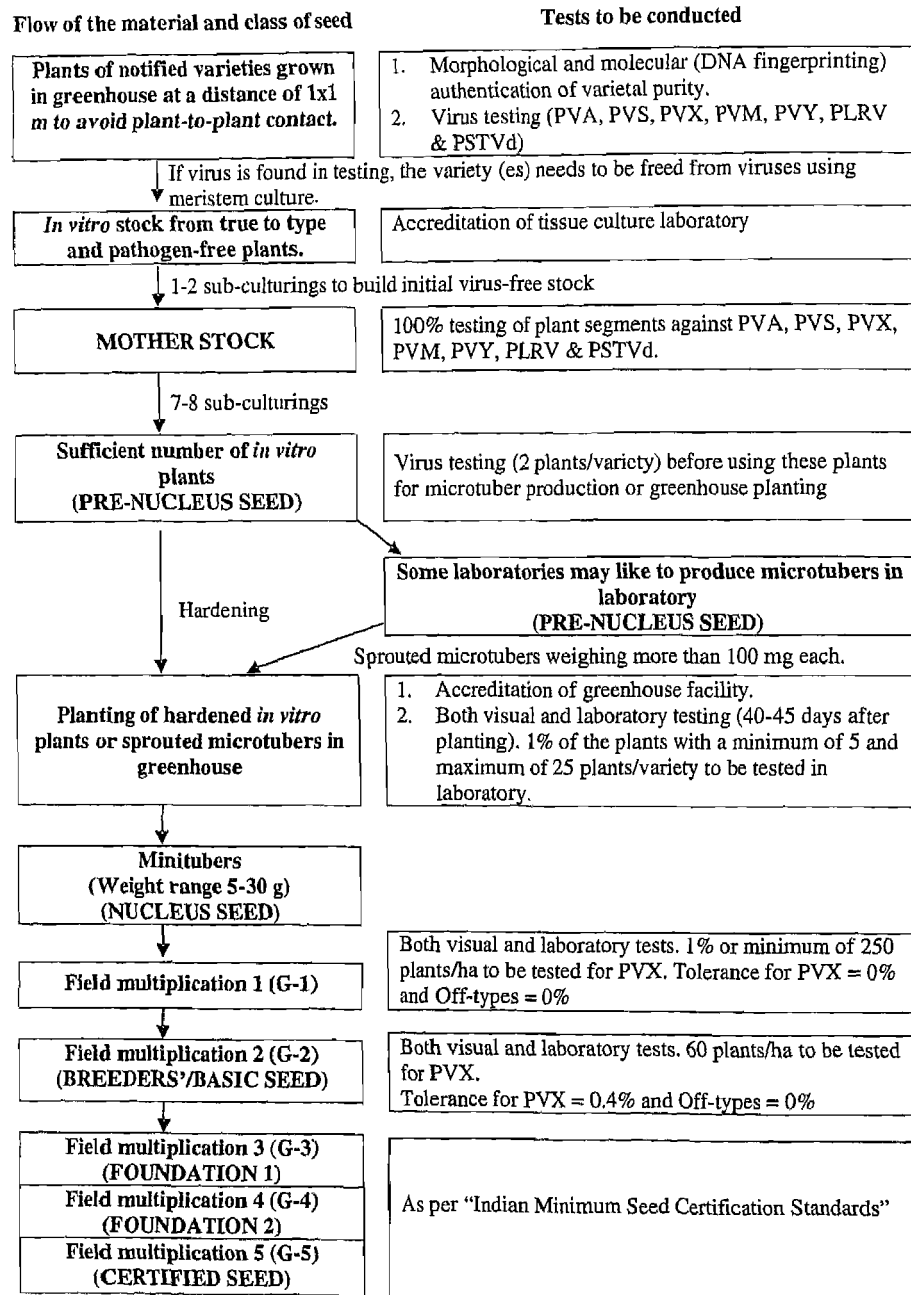 Flow of the material and class of seed
Tests to be conducted
Plants of notified varieties grown
in greenhouse at a distance of 1x1
m to avoid plant-to-plant contact.
1. Morphological and molecular (DNA fingerprinting)
authentication of varietal purity.
2. Virus testing (PVA, PVS, PVX, PVM, PVY, PLRV
& PSTVd)
If virus is found in testing, the variety (es) needs to be freed from viruses using
meristem culture.
In vitro stock from true to type
and pathogen-free plants.
Accreditation of tissue culture laboratory
1-2 sub-culturings to build initial virus-free stock
MOTHER STOCK
100% testing of plant segments against PVA, PVS, PVX,
PVM, PVY, PLRV & PSTVd.
7-8 sub-culturings
Sufficient number of in vitro
plants
(PRE-NUCLEUS SEED)
Virus testing (2 plants/variety) before using these plants
for microtuber production or greenhouse planting
Some laboratories may like to produce microtubers in
laboratory
(PRE-NUCLEUS SEED)
Hardening
Sprouted microtubers weighing more than 100 mg each.
Planting of hardened in vitro
plants or sprouted microtubers in
greenhouse
1. Accreditation of greenhouse facility.
2. Both visual and laboratory testing (40-45 days after
planting). 1% of the plants with a minimum of 5 and
maximum of 25 plants/variety to be tested in
laboratory.
Minitubers
(Weight range 5-30 g)
(NUCLEUS SEED)
Field multiplication 1 (G-1)
Both visual and laboratory tests. 1% or minimum of 250
plants/ha to be tested for PVX. Tolerance for PVX = 0%
and Off-types = 0%
Field multiplication 2 (G-2)
(BREEDERS'/BASIC SEED)
Both visual and laboratory tests. 60 plants/ha to be tested
for PVX.
Tolerance for PVX = 0.4% and Off-types = 0%
Field multiplication 3 (G-3)
(FOUNDATION 1)
Field multiplication 4 (G-4)
(FOUNDATION 2)
Field multiplication 5 (G-5)
(CERTIFIED SEED)
As per “Indian Minimum Seed Certification Standards”